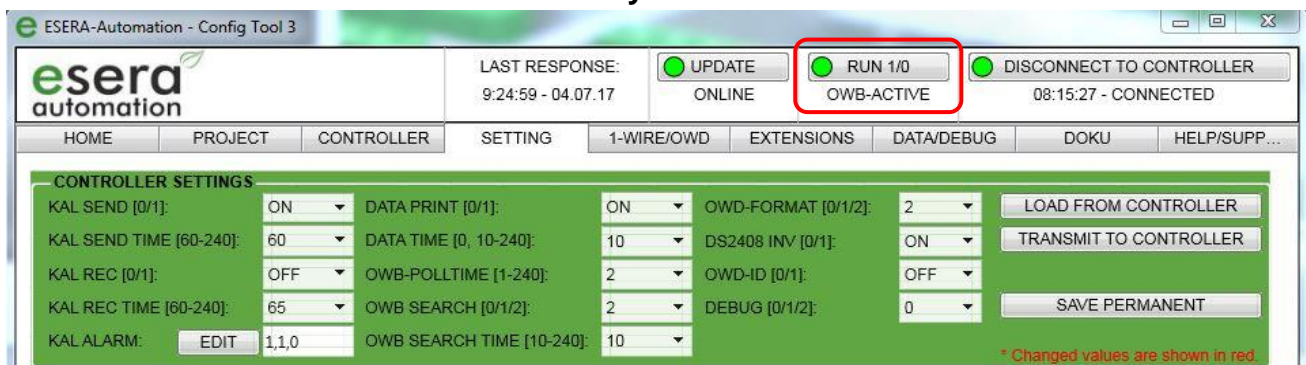 ESERA-Automation - Config Tool 3
esera automation
LAST RESPONSE: UPDATE RUN 1/0 DISCONNECT TO CONTROLLER
9:24:59 - 04.07.17 ONLINE OWB-ACTIVE 08:15:27 - CONNECTED
HOME PROJECT CONTROLLER SETTING 1-WIRE/OWD EXTENSIONS DATA/DEBUG DOKU HELP/SUPP...
CONTROLLER SETTINGS
KAL SEND [0/1]: ON DATA PRINT [0/1]: ON OWD-FORMAT [0/1/2]: 2 LOAD FROM CONTROLLER
KAL SEND TIME [60-240]: 60 DATA TIME [0, 10-240]: 10 DS2408 INV [0/1]: ON TRANSMIT TO CONTROLLER
KAL REC [0/1]: OFF OWB-POLLTIME [1-240]: 2 OWD-ID [0/1]: OFF
KAL REC TIME [60-240]: 65 OWB SEARCH [0/1/2]: 2 DEBUG [0/1/2]: 0 SAVE PERMANENT
KAL ALARM: EDIT 1,1,0 OWB SEARCH TIME [10-240]: 10
* Changed values are shown in red.